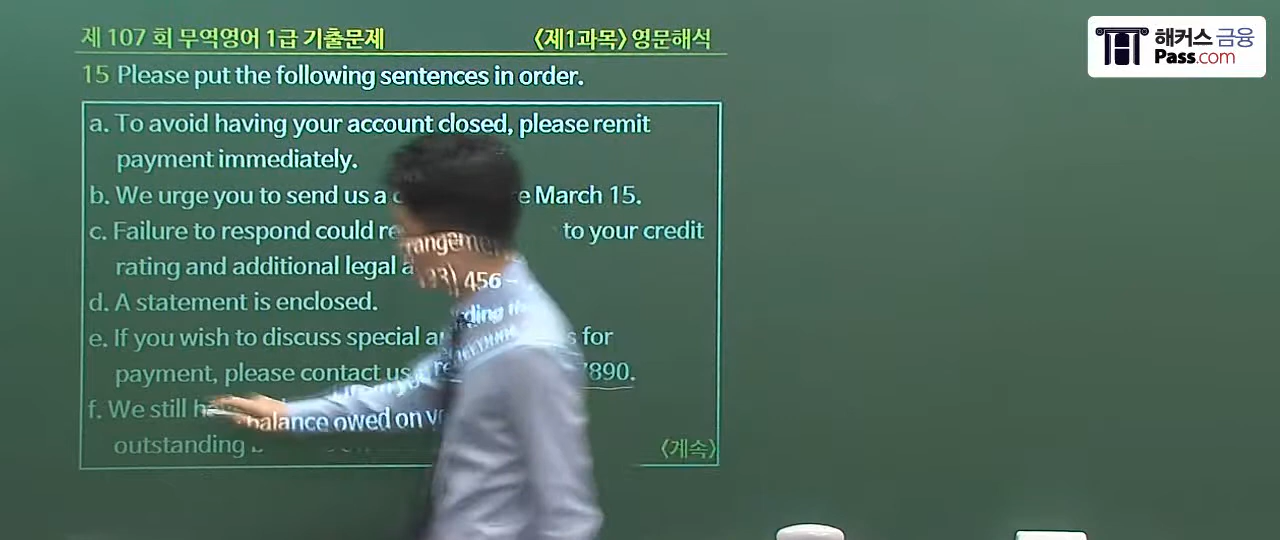 제 107 회 무역영어 1급 기출문제 〈제1과목〉 영문해석
해커스 금융
Pass.com
15 Please put the following sentences in order.
a. To avoid having your account closed, please remit
payment immediately.
b. We urge you to send us a March 15.
c. Failure to respond could to your credit
rating and additional legal
d. A statement is enclosed.
e. If you wish to discuss special for
payment, please contact us 456 – 7890.
f. We still
outstanding balance owed on
〈계속〉